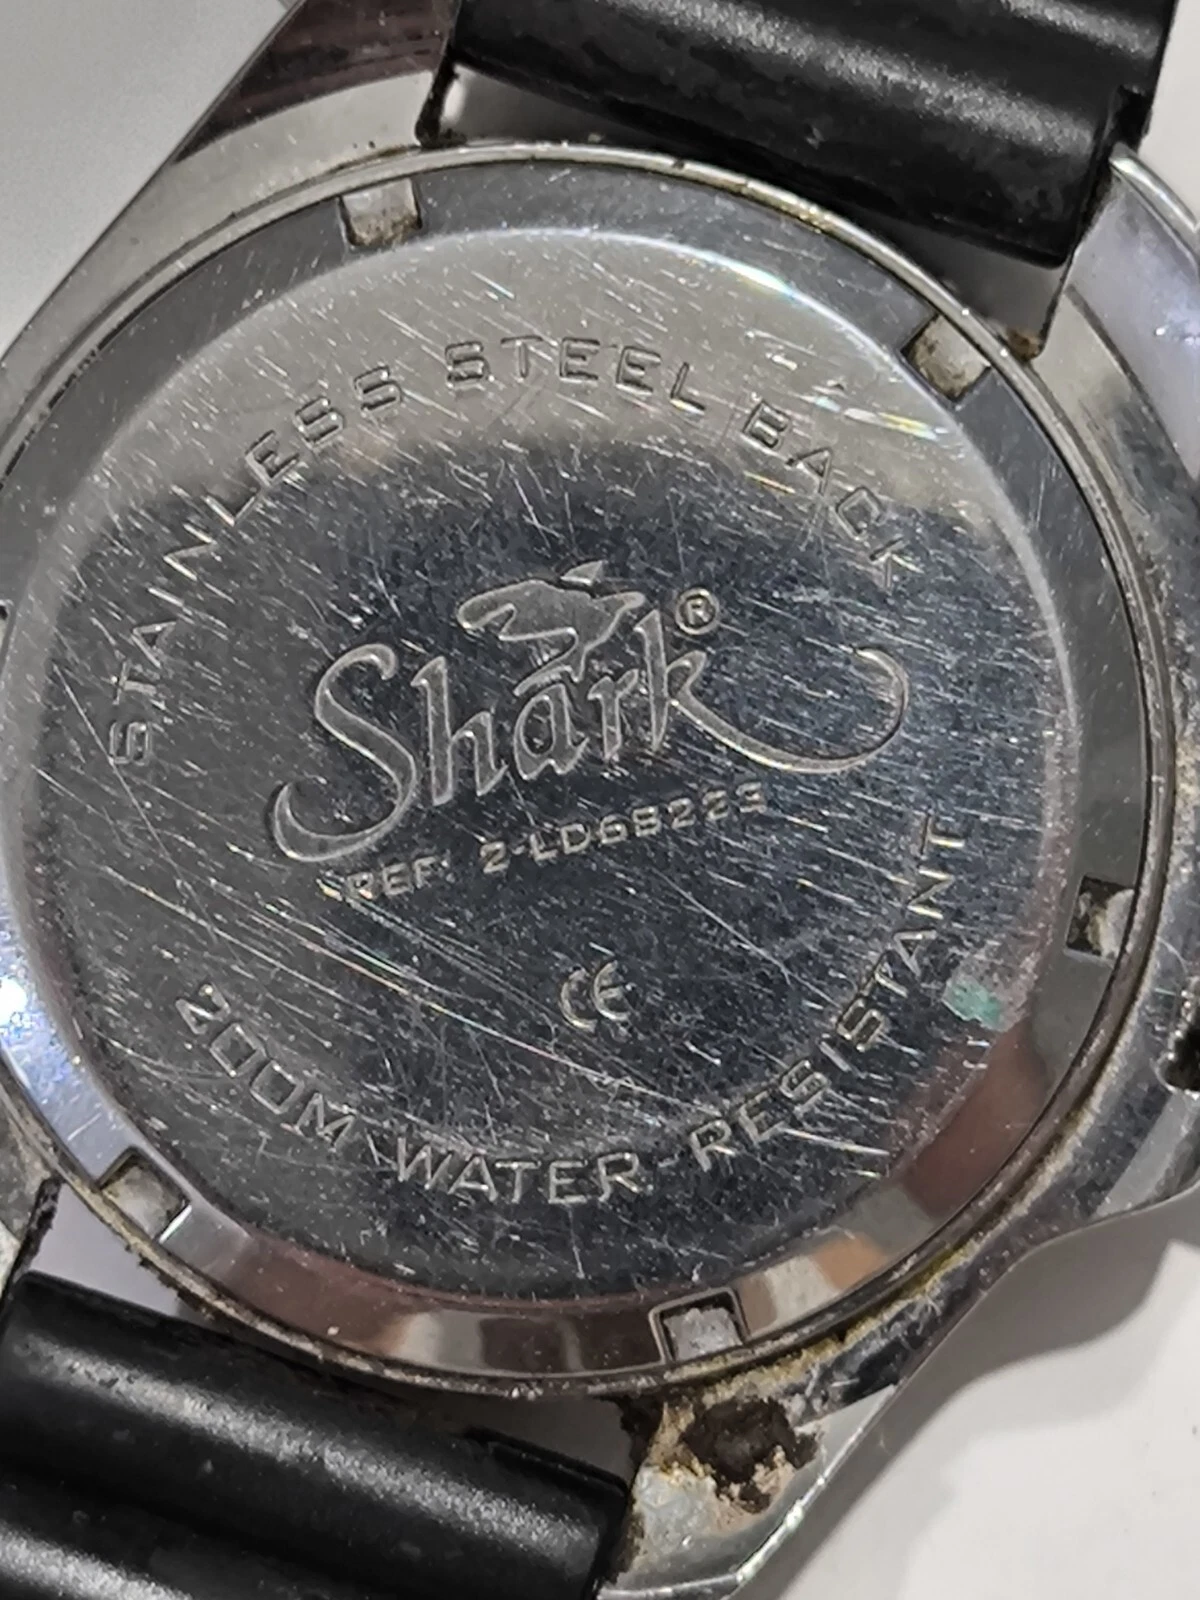 STAINLESS STEEL BACK
Shark®
REF: 2-LD68223
CE
200M WATER-RESISTANT